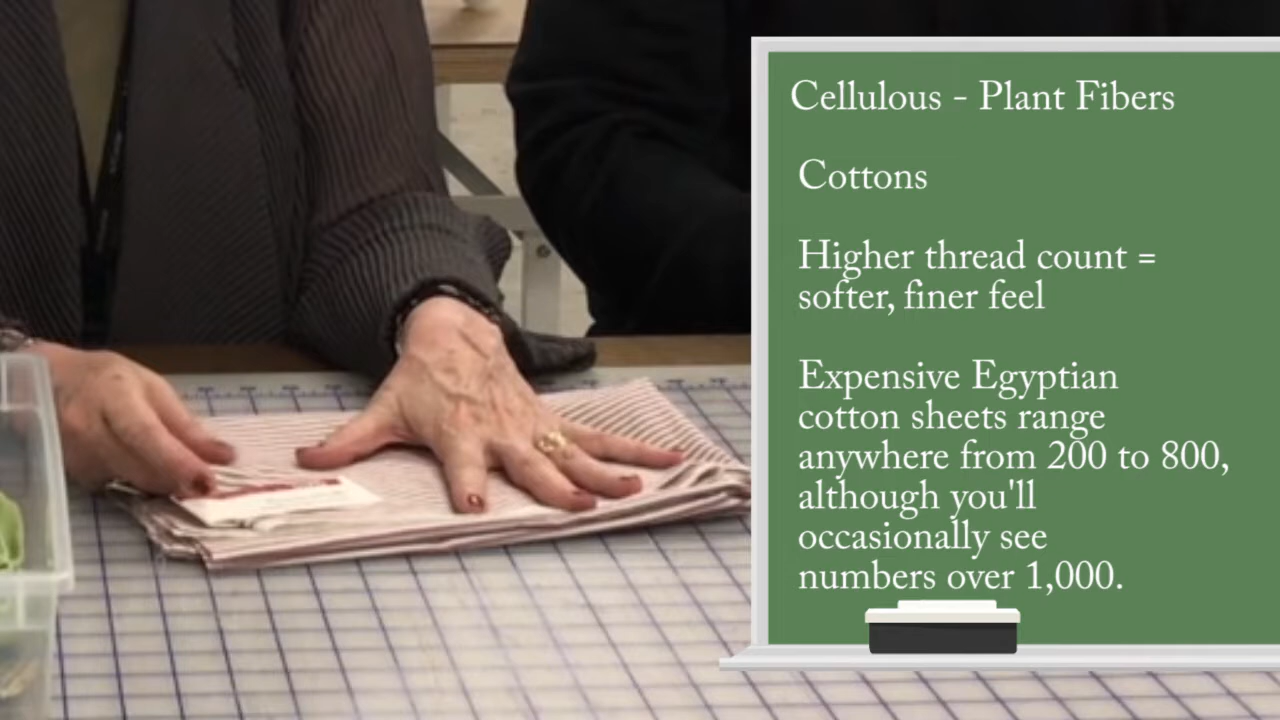 Cellulous - Plant Fibers
Cottons
Higher thread count =
softer, finer feel
Expensive Egyptian
cotton sheets range
anywhere from 200 to 800,
although you'll
occasionally see
numbers over 1,000.